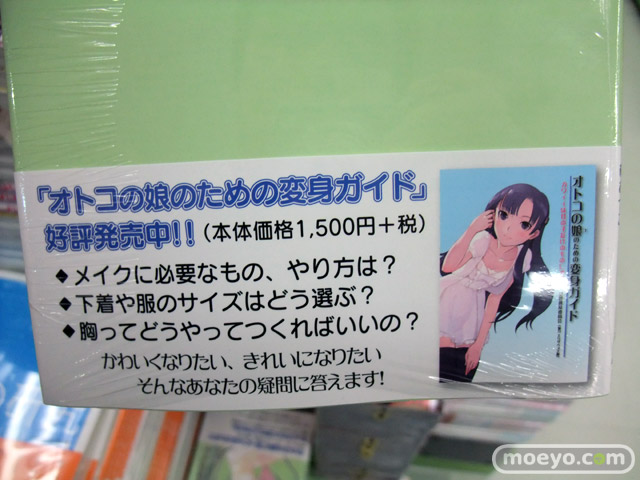 「オトコの娘のための変身ガイド」
好評発売中!!(本体価格1,500円＋税)
◆メイクに必要なもの、やり方は？
◆下着や服のサイズはどう選ぶ？
◆胸ってどうやってつくればいいの？
かわいくなりたい、きれいになりたい
そんなあなたの疑問に答えます!
オトコの娘のための変身ガイド
moeyo.com